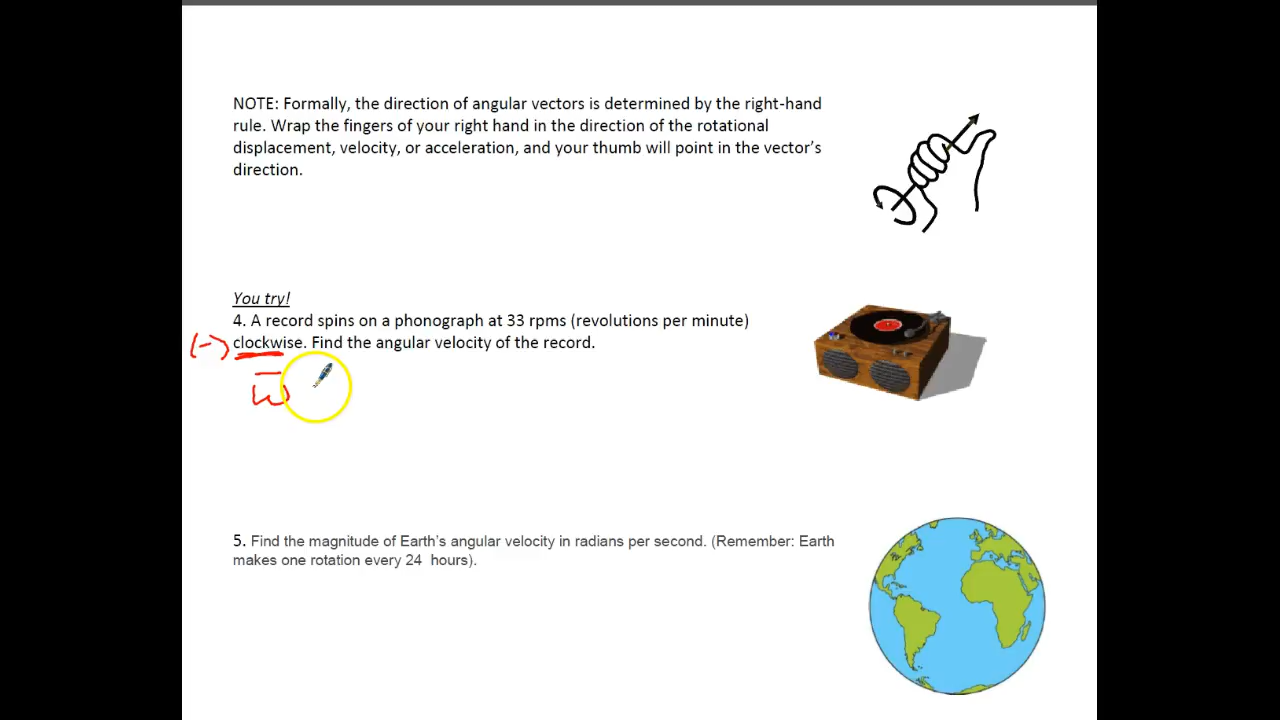 NOTE: Formally, the direction of angular vectors is determined by the right-hand
rule. Wrap the fingers of your right hand in the direction of the rotational
displacement, velocity, or acceleration, and your thumb will point in the vector's
direction.
You try!
4. A record spins on a phonograph at 33 rpms (revolutions per minute)
(-) clockwise. Find the angular velocity of the record.
ω̅
5. Find the magnitude of Earth's angular velocity in radians per second. (Remember: Earth
makes one rotation every 24  hours).